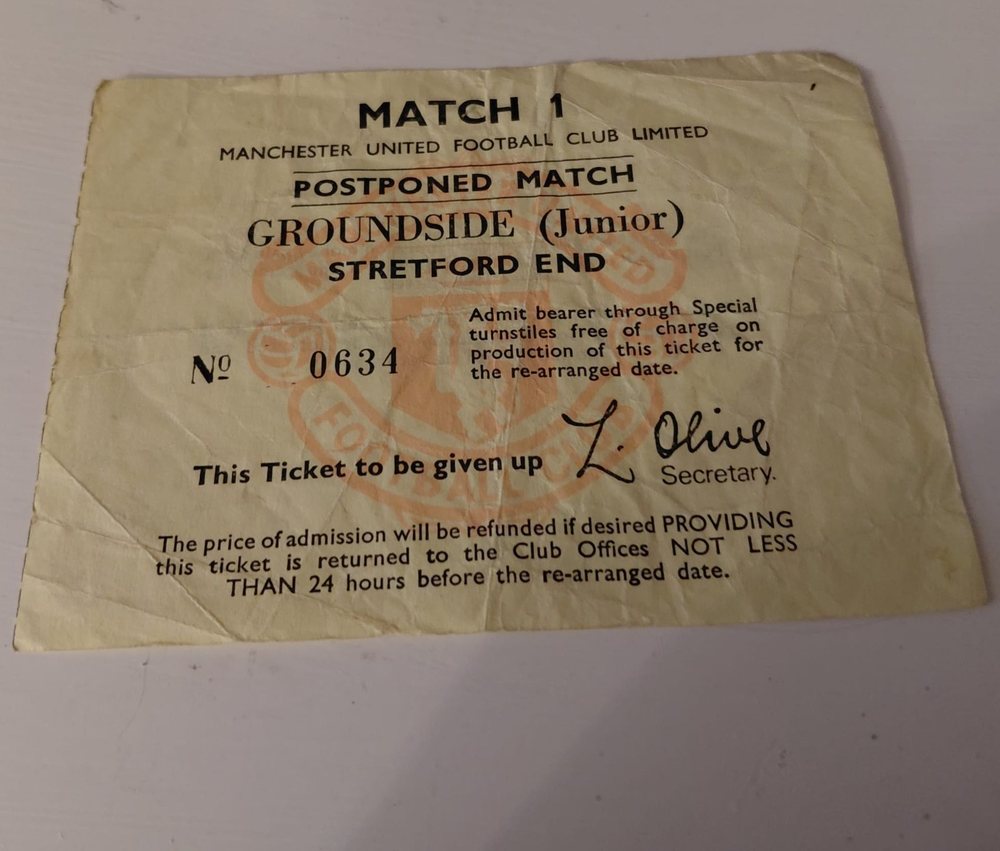 MATCH 1
MANCHESTER UNITED FOOTBALL CLUB LIMITED
POSTPONED MATCH
GROUNDSIDE (Junior)
STRETFORD END
Admit bearer through Special
turnstiles free of charge on
production of this ticket for
the re-arranged date.
Nº 0634
This Ticket to be given up
L. Olive
Secretary.
The price of admission will be refunded if desired PROVIDING
this ticket is returned to the Club Offices NOT LESS
THAN 24 hours before the re-arranged date.
FOOTBALL CLUB